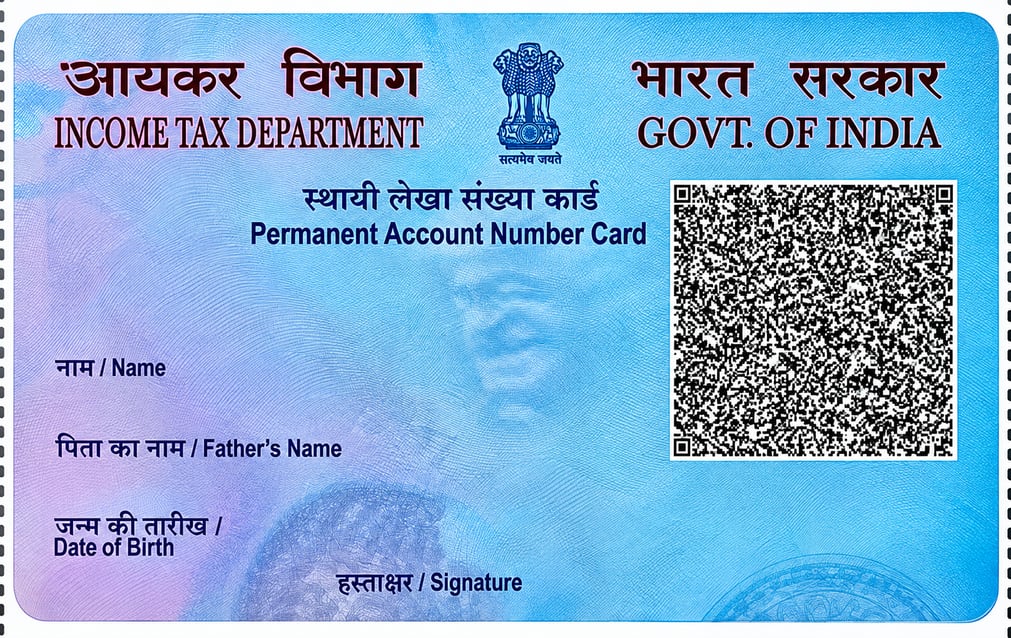 आयकर विभाग
INCOME TAX DEPARTMENT
सत्यमेव जयते
भारत सरकार
GOVT. OF INDIA
स्थायी लेखा संख्या कार्ड
Permanent Account Number Card
नाम / Name
पिता का नाम / Father's Name
जन्म की तारीख /
Date of Birth
हस्ताक्षर / Signature